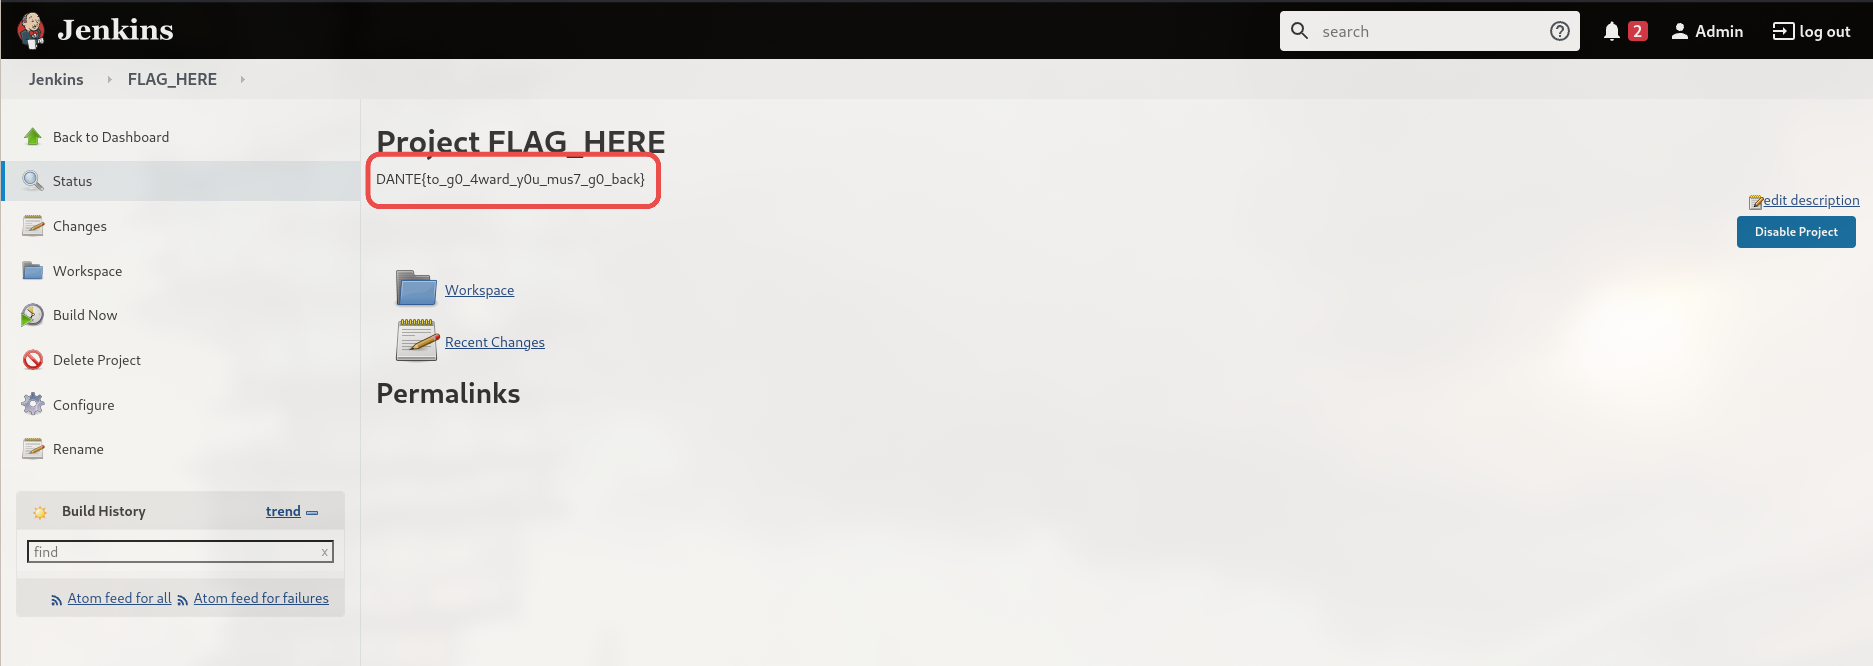 Jenkins
search
2
Admin
log out
Jenkins
FLAG_HERE
Back to Dashboard
Status
Changes
Workspace
Build Now
Delete Project
Configure
Rename
Build History
trend
find
x
Atom feed for all
Atom feed for failures
Project FLAG_HERE
DANTE{to_g0_4ward_y0u_mus7_g0_back}
edit description
Disable Project
Workspace
Recent Changes
Permalinks